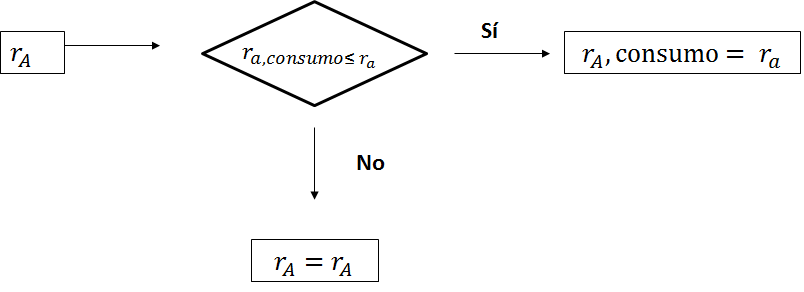 r_A
r_{a,consumo≤ r_a}
Sí
r_A, consumo = r_a
No
r_A = r_A